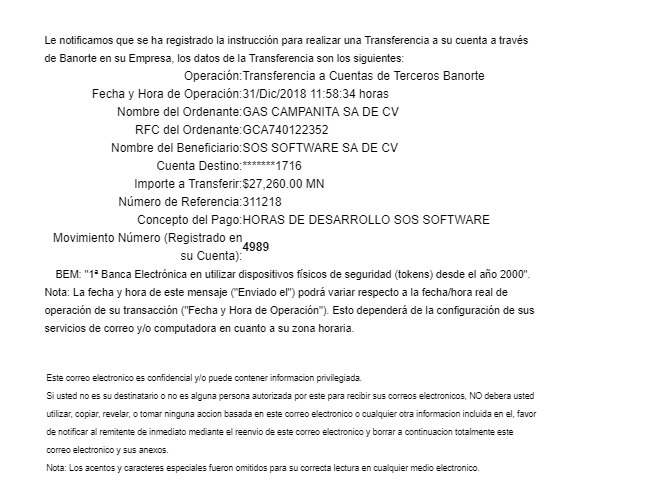 Le notificamos que se ha registrado la instrucción para realizar una Transferencia a su cuenta a través
de Banorte en su Empresa, los datos de la Transferencia son los siguientes:
Operación:Transferencia a Cuentas de Terceros Banorte
Fecha y Hora de Operación:31/Dic/2018 11:58:34 horas
Nombre del Ordenante:GAS CAMPANITA SA DE CV
RFC del Ordenante:GCA740122352
Nombre del Beneficiario:SOS SOFTWARE SA DE CV
Cuenta Destino:*******1716
Importe a Transferir:$27,260.00 MN
Número de Referencia:311218
Concepto del Pago:HORAS DE DESARROLLO SOS SOFTWARE
Movimiento Número (Registrado en
su Cuenta):4989
BEM: "1ª Banca Electrónica en utilizar dispositivos físicos de seguridad (tokens) desde el año 2000".
Nota: La fecha y hora de este mensaje ("Enviado el") podrá variar respecto a la fecha/hora real de
operación de su transacción ("Fecha y Hora de Operación"). Esto dependerá de la configuración de sus
servicios de correo y/o computadora en cuanto a su zona horaria.
Este correo electronico es confidencial y/o puede contener informacion privilegiada.
Si usted no es su destinatario o no es alguna persona autorizada por este para recibir sus correos electronicos, NO debera usted
utilizar, copiar, revelar, o tomar ninguna accion basada en este correo electronico o cualquier otra informacion incluida en el, favor
de notificar al remitente de inmediato mediante el reenvio de este correo electronico y borrar a continuacion totalmente este
correo electronico y sus anexos.
Nota: Los acentos y caracteres especiales fueron omitidos para su correcta lectura en cualquier medio electronico.